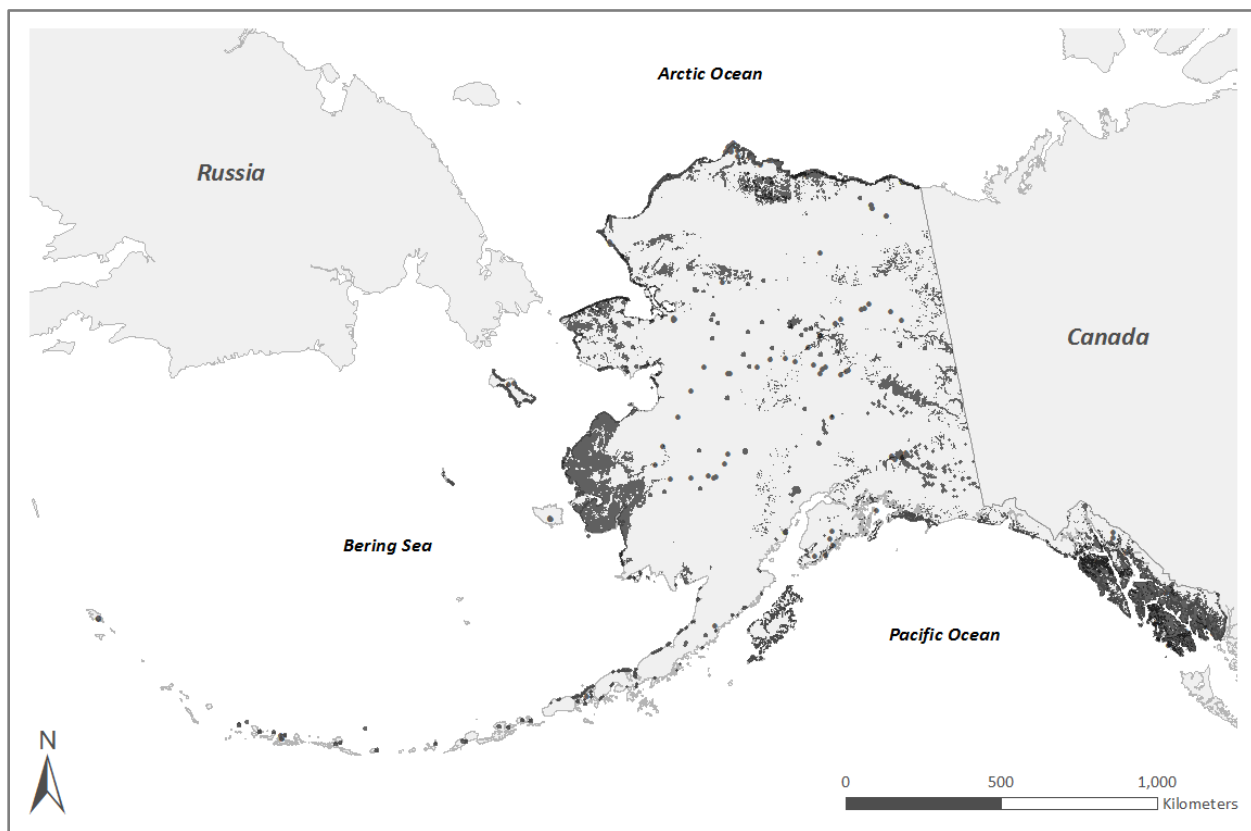 Arctic Ocean
Russia
Canada
Bering Sea
Pacific Ocean
N
0 500 1,000
Kilometers